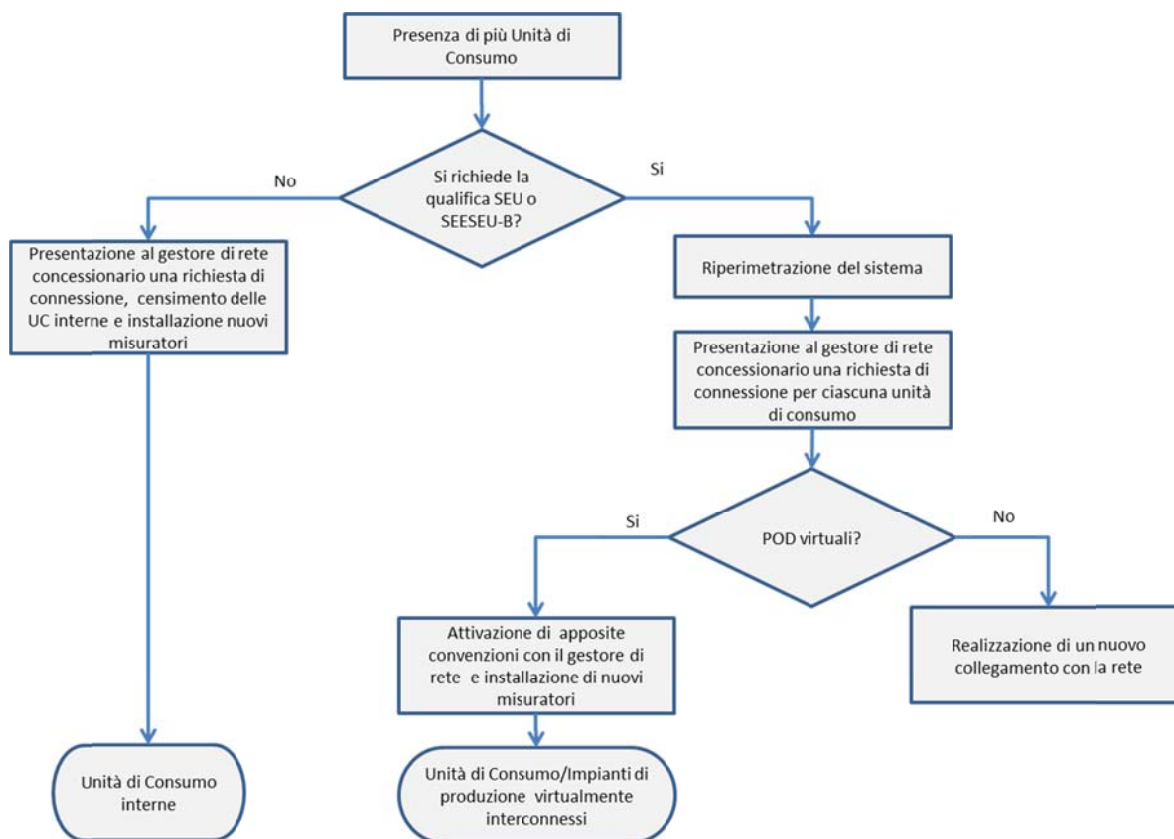 Presenza di più Unità di
Consumo
Si richiede la
qualifica SEU o
SEESEU-B?
No
Si
Presentazione al gestore di rete
concessionario una richiesta di
connessione, censimento delle
UC interne e installazione nuovi
misuratori
Riperimetrazione del sistema
Presentazione al gestore di rete
concessionario una richiesta di
connessione per ciascuna unità
di consumo
POD virtuali?
Si
No
Attivazione di apposite
convenzioni con il gestore di
rete e installazione di nuovi
misuratori
Realizzazione di un nuovo
collegamento con la rete
Unità di Consumo
interne
Unità di Consumo/Impianti di
produzione virtualmente
interconnessi